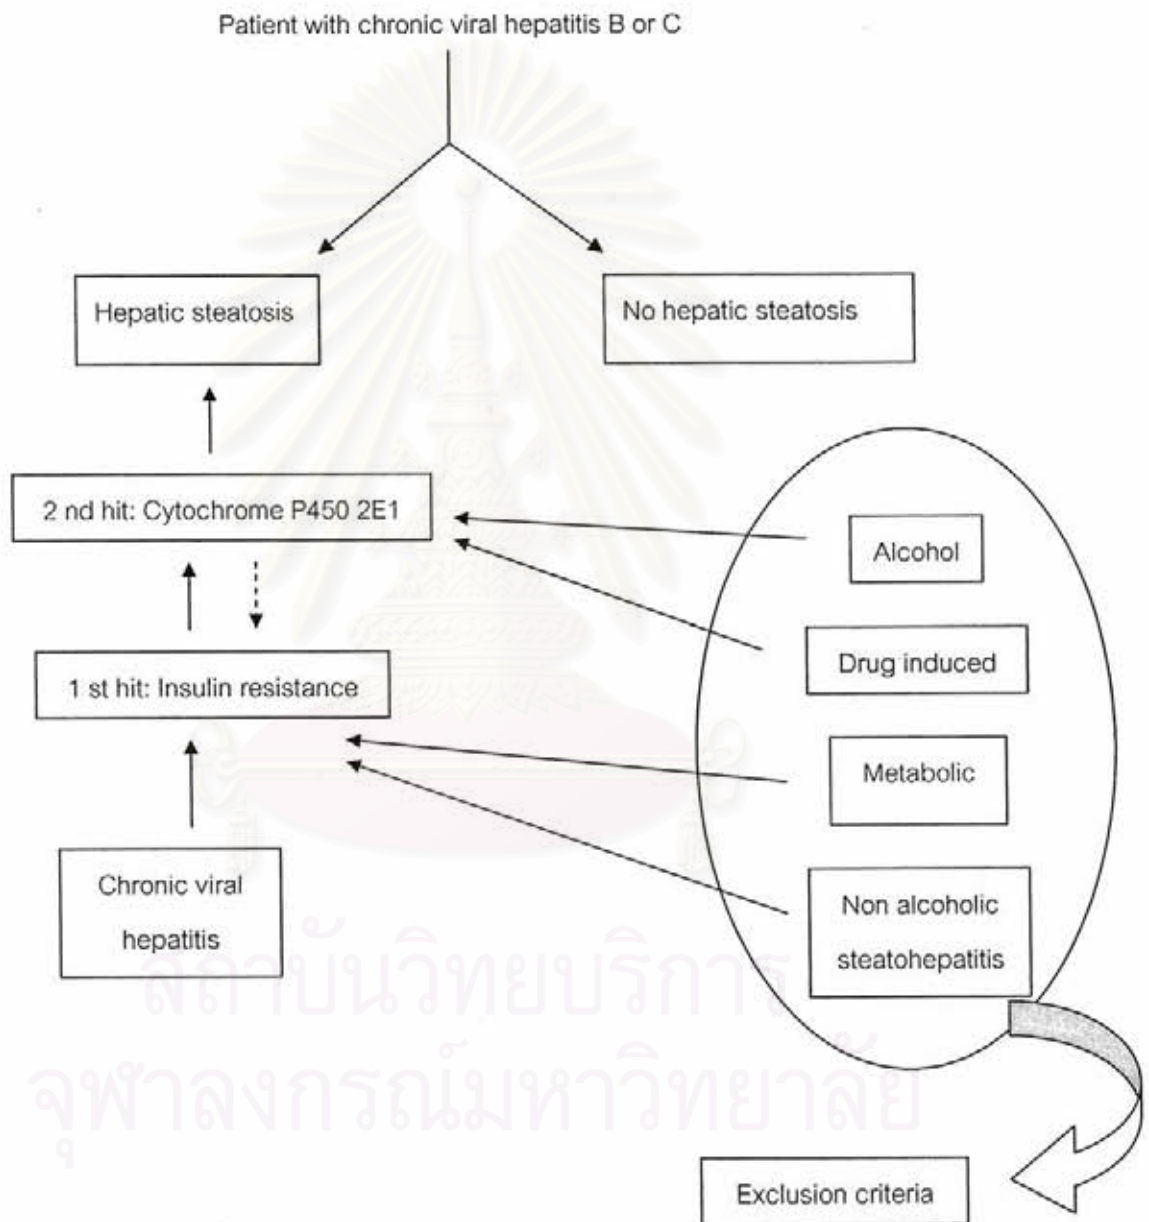 Patient with chronic viral hepatitis B or C
Hepatic steatosis
No hepatic steatosis
2 nd hit: Cytochrome P450 2E1
Alcohol
Drug induced
1 st hit: Insulin resistance
Metabolic
Chronic viral
hepatitis
Non alcoholic
steatohepatitis
สถาบันวิทยบริการ
จุฬาลงกรณ์มหาวิทยาลัย
Exclusion criteria